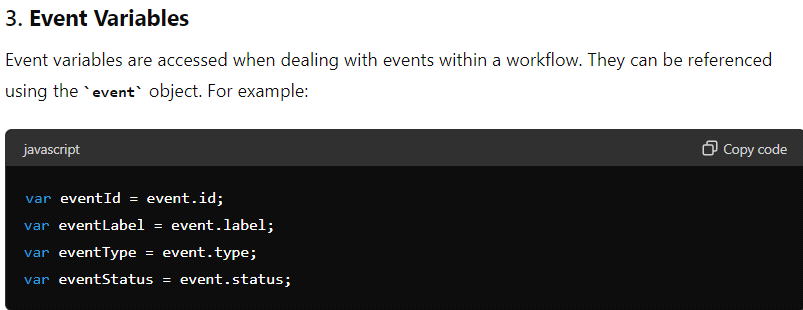 3. Event Variables
Event variables are accessed when dealing with events within a workflow. They can be referenced
using the `event` object. For example:
javascript
Copy code
var eventId = event.id;
var eventLabel = event.label;
var eventType = event.type;
var eventStatus = event.status;